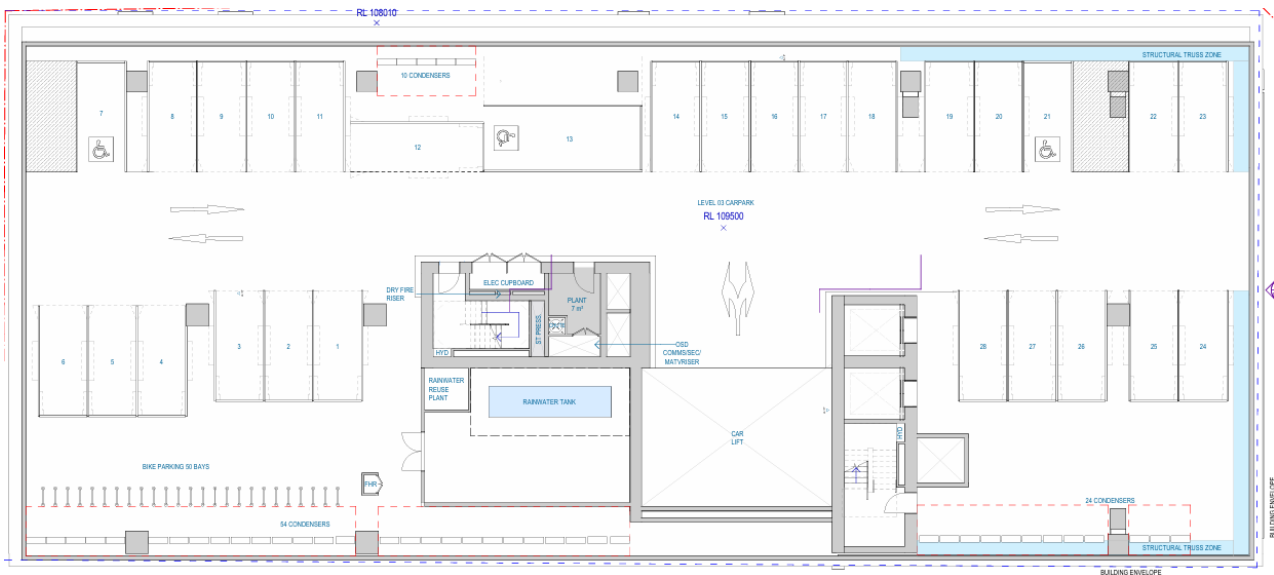 RL 108010
STRUCTURAL TRUSS ZONE
10 CONDENSERS
7
8
9
10
11
12
13
14
15
16
17
18
19
20
21
22
23
LEVEL 03 CARPARK
RL 109500
ELEC CUPBOARD
DRY FIRE
RISER
PLANT
7 m²
ST PRESS.
HYD
GSD
COMMS/SEC/
MATV/RISER
6
5
4
3
2
1
28
27
26
25
24
RAINWATER
REUSE
PLANT
RAINWATER TANK
CAR
LIFT
HYD
BIKE PARKING 50 BAYS
FHR
54 CONDENSERS
24 CONDENSERS
STRUCTURAL TRUSS ZONE
BUILDING ENVELOPE
BUILDING ENVELOPE